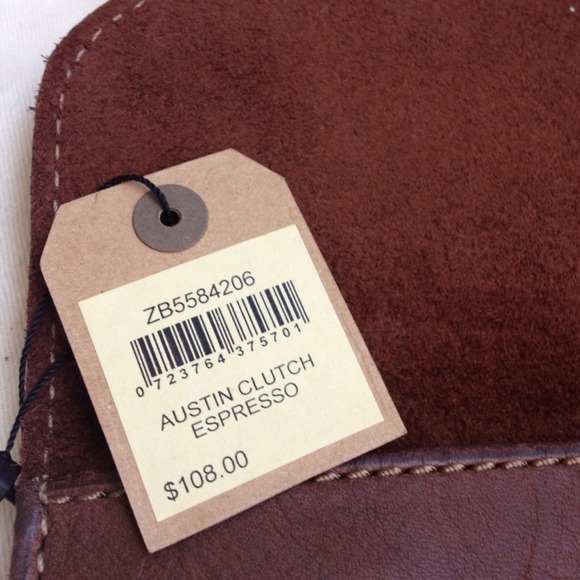 ZB5584206
0 723764 375701
AUSTIN CLUTCH
ESPRESSO
$108.00